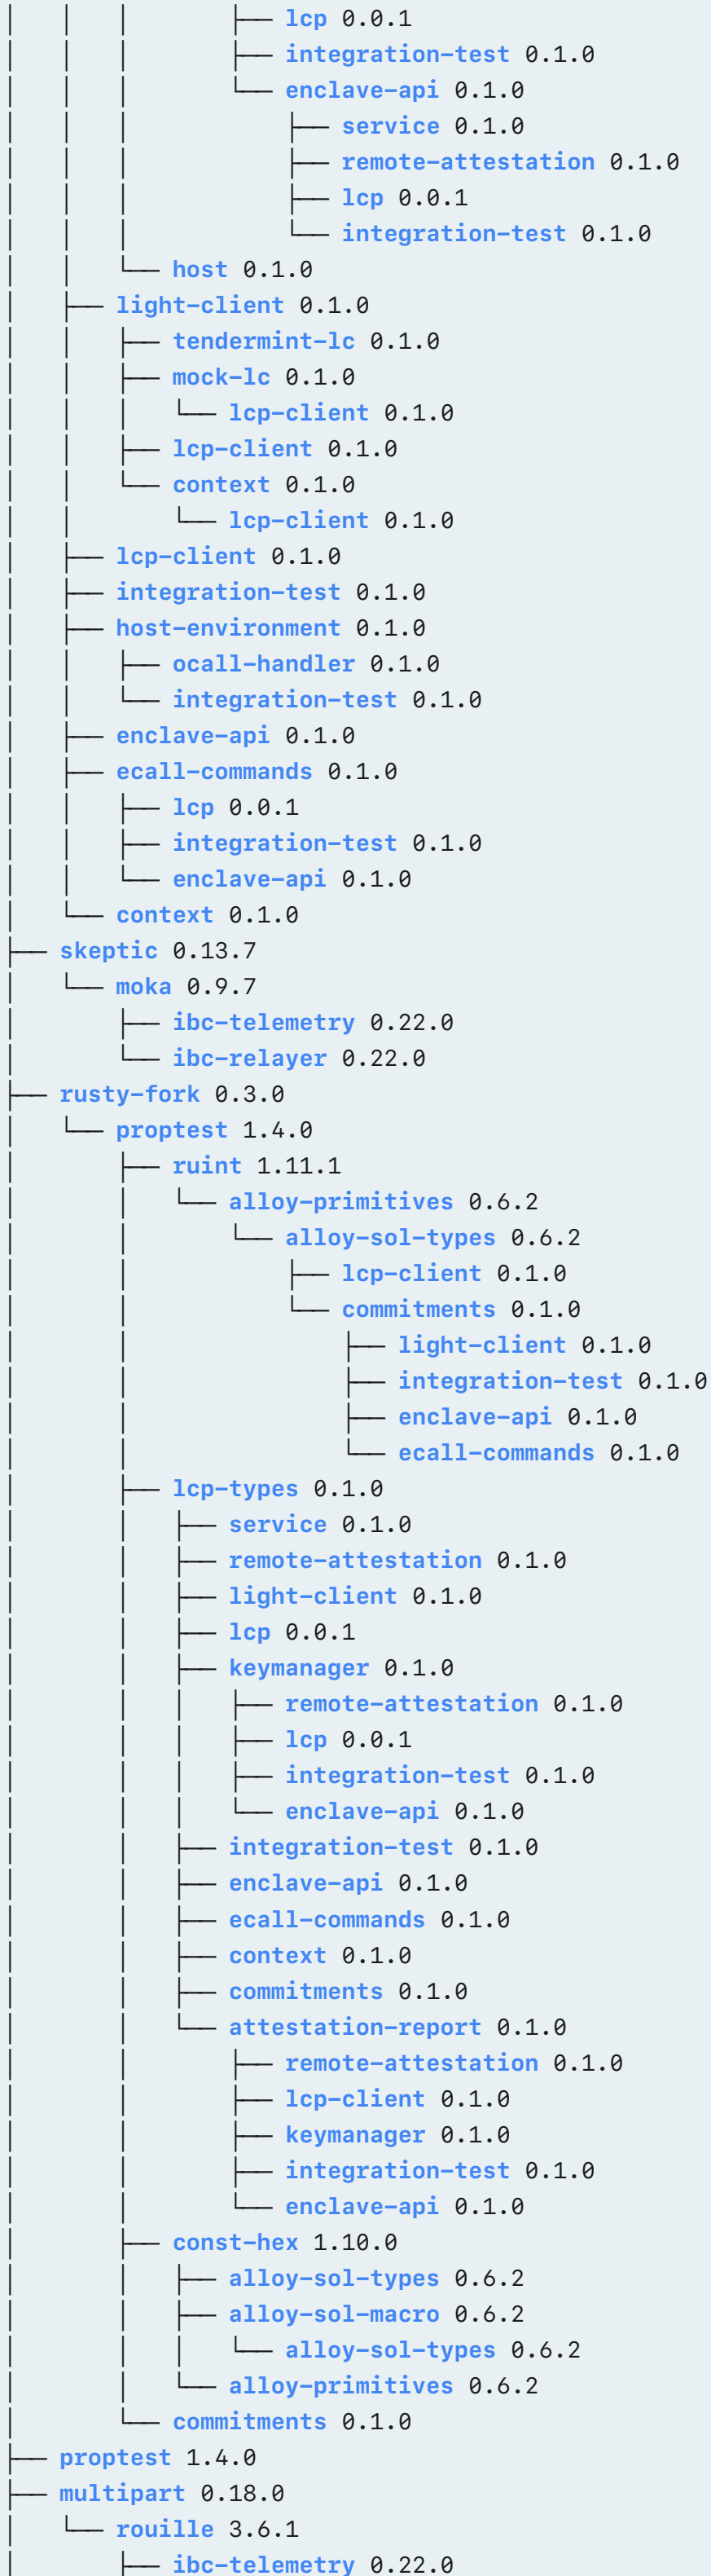 │   │   │       ├── lcp 0.0.1
│   │   │       ├── integration-test 0.1.0
│   │   │       └── enclave-api 0.1.0
│   │   │           ├── service 0.1.0
│   │   │           ├── remote-attestation 0.1.0
│   │   │           ├── lcp 0.0.1
│   │   │           └── integration-test 0.1.0
│   │   └── host 0.1.0
│   ├── light-client 0.1.0
│   │   ├── tendermint-lc 0.1.0
│   │   ├── mock-lc 0.1.0
│   │   │   └── lcp-client 0.1.0
│   │   ├── lcp-client 0.1.0
│   │   └── context 0.1.0
│   │       └── lcp-client 0.1.0
│   ├── lcp-client 0.1.0
│   ├── integration-test 0.1.0
│   ├── host-environment 0.1.0
│   │   ├── ocall-handler 0.1.0
│   │   └── integration-test 0.1.0
│   ├── enclave-api 0.1.0
│   ├── ecall-commands 0.1.0
│   │   ├── lcp 0.0.1
│   │   ├── integration-test 0.1.0
│   │   └── enclave-api 0.1.0
│   └── context 0.1.0
├── skeptic 0.13.7
│   └── moka 0.9.7
│       ├── ibc-telemetry 0.22.0
│       └── ibc-relayer 0.22.0
├── rusty-fork 0.3.0
│   └── proptest 1.4.0
│       ├── ruint 1.11.1
│       │   └── alloy-primitives 0.6.2
│       │       └── alloy-sol-types 0.6.2
│       │           ├── lcp-client 0.1.0
│       │           └── commitments 0.1.0
│       │               ├── light-client 0.1.0
│       │               ├── integration-test 0.1.0
│       │               ├── enclave-api 0.1.0
│       │               └── ecall-commands 0.1.0
│       ├── lcp-types 0.1.0
│       │   ├── service 0.1.0
│       │   ├── remote-attestation 0.1.0
│       │   ├── light-client 0.1.0
│       │   ├── lcp 0.0.1
│       │   ├── keymanager 0.1.0
│       │   │   ├── remote-attestation 0.1.0
│       │   │   ├── lcp 0.0.1
│       │   │   ├── integration-test 0.1.0
│       │   │   └── enclave-api 0.1.0
│       │   ├── integration-test 0.1.0
│       │   ├── enclave-api 0.1.0
│       │   ├── ecall-commands 0.1.0
│       │   ├── context 0.1.0
│       │   ├── commitments 0.1.0
│       │   └── attestation-report 0.1.0
│       │       ├── remote-attestation 0.1.0
│       │       ├── lcp-client 0.1.0
│       │       ├── keymanager 0.1.0
│       │       ├── integration-test 0.1.0
│       │       └── enclave-api 0.1.0
│       ├── const-hex 1.10.0
│       │   ├── alloy-sol-types 0.6.2
│       │   ├── alloy-sol-macro 0.6.2
│       │   │   └── alloy-sol-types 0.6.2
│       │   └── alloy-primitives 0.6.2
│       └── commitments 0.1.0
├── proptest 1.4.0
├── multipart 0.18.0
│   └── rouille 3.6.1
│       ├── ibc-telemetry 0.22.0